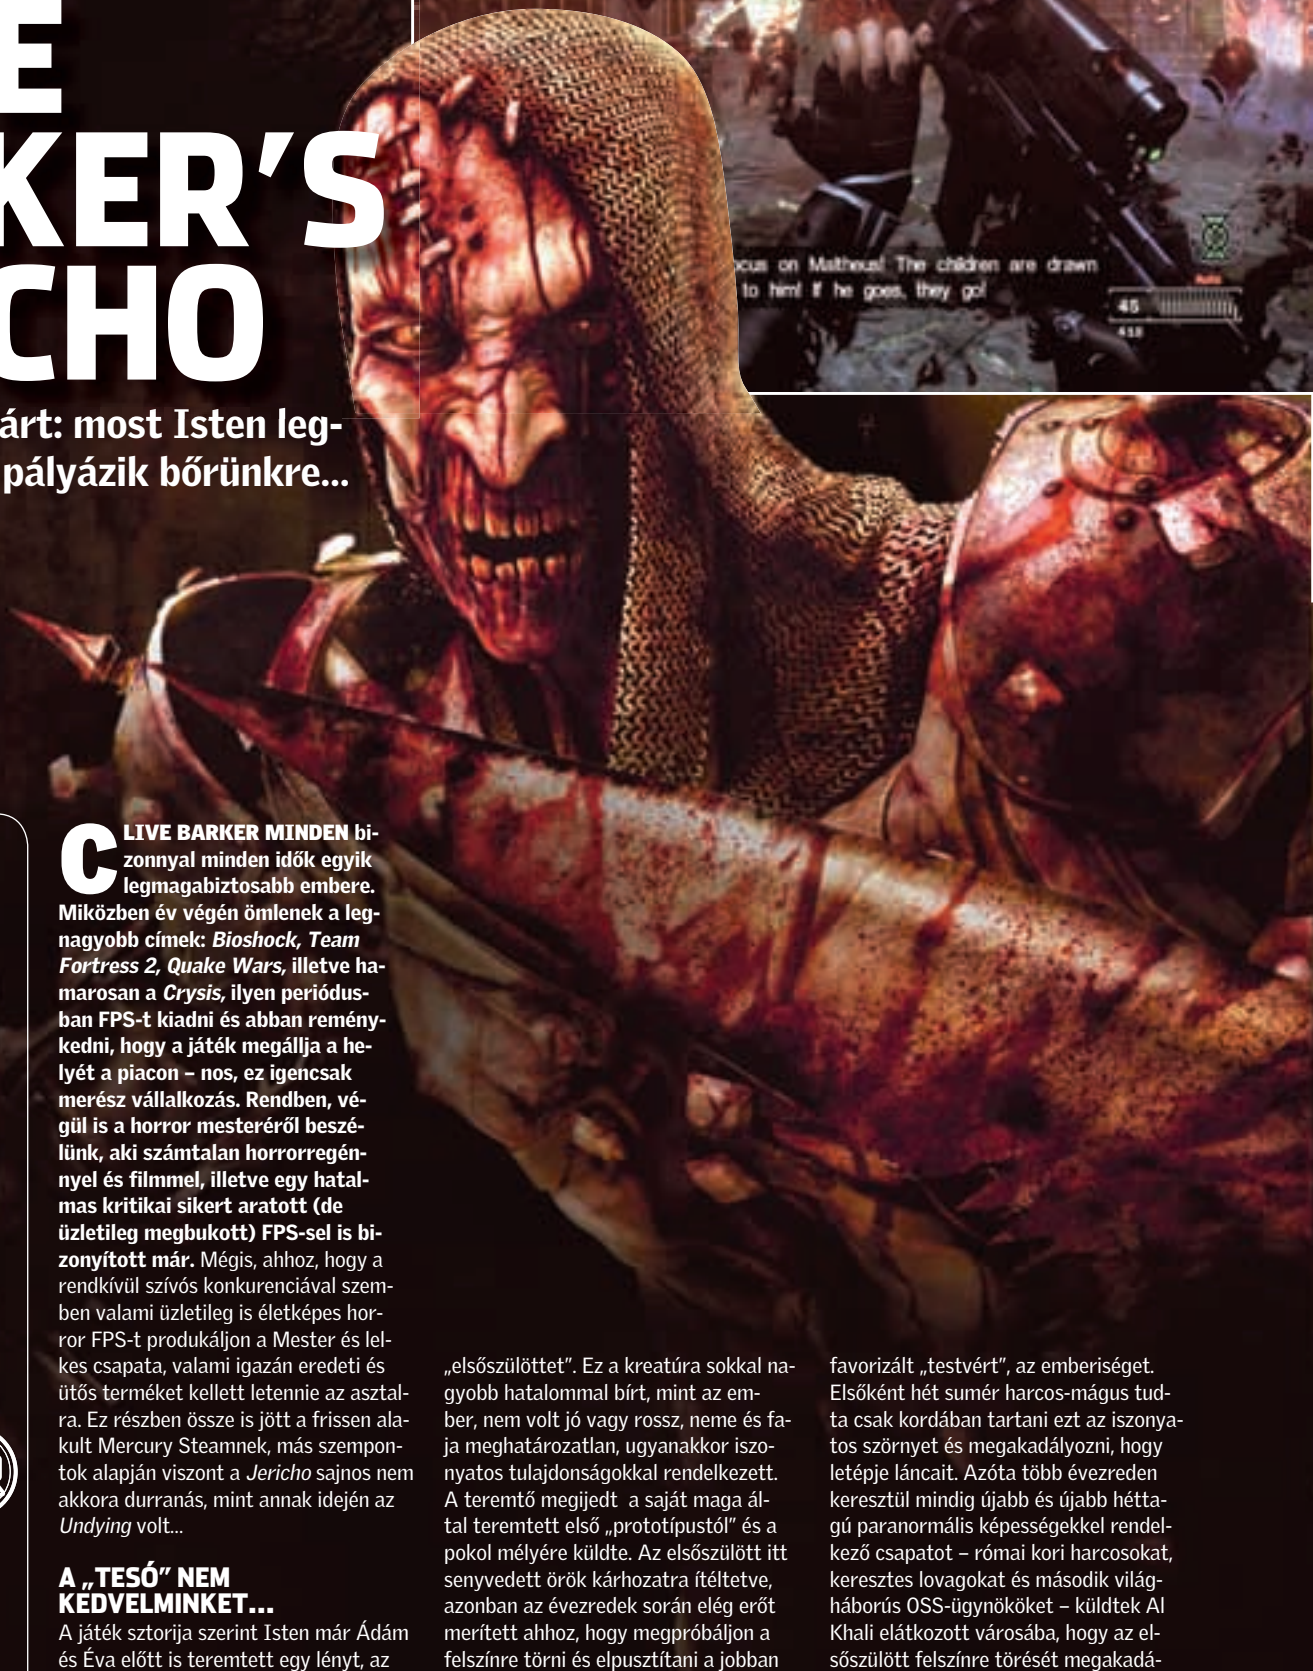 E
KER'S
CHO
árt: most Isten leg-
pályázik bőrünkre...
cus on Maltheus! The children are drawn
to him! If he goes, they go!
45
418
CLIVE BARKER MINDEN bi-
zonnyal minden idők egyik
legmagabiztosabb embere.
Miközben év végén ömlenek a leg-
nagyobb címek: Bioshock, Team
Fortress 2, Quake Wars, illetve ha-
marosan a Crysis, ilyen periódus-
ban FPS-t kiadni és abban remény-
kedni, hogy a játék megállja a he-
lyét a piacon – nos, ez igencsak
merész vállalkozás. Rendben, vé-
gül is a horror mesteréről beszé-
lünk, aki számtalan horrorregén-
nyel és filmmel, illetve egy hatal-
mas kritikai sikert aratott (de
üzletileg megbukott) FPS-sel is bi-
zonyított már. Mégis, ahhoz, hogy a
rendkívül szívós konkurenciával szem-
ben valami üzletileg is életképes hor-
ror FPS-t produkáljon a Mester és lel-
kes csapata, valami igazán eredeti és
ütős terméket kellett letennie az asztal-
ra. Ez részben össze is jött a frissen ala-
kult Mercury Steamnek, más szempon-
tok alapján viszont a Jericho sajnos nem
akkora durranás, mint annak idején az
Undying volt...
A „TESÓ” NEM
KEDVELMINKET...
A játék sztorija szerint Isten már Ádám
és Éva előtt is teremtett egy lényt, az
„elsőszülöttet”. Ez a kreatúra sokkal na-
gyobb hatalommal bírt, mint az em-
ber, nem volt jó vagy rossz, neme és fa-
ja meghatározatlan, ugyanakkor iszo-
nyatos tulajdonságokkal rendelkezett.
A teremtő megijedt a saját maga ál-
tal teremtett első „prototípustól” és a
pokol mélyére küldte. Az elsőszülött itt
senyvedett örök kárhozatra ítéltetve,
azonban az évezredek során elég erőt
merített ahhoz, hogy megpróbáljon a
felszínre törni és elpusztítani a jobban
favorizált „testvért”, az emberiséget.
Elsőként hét sumér harcos-mágus tud-
ta csak kordában tartani ezt az iszonya-
tos szörnyet és megakadályozni, hogy
letépje láncait. Azóta több évezreden
keresztül mindig újabb és újabb hétta-
gú paranormális képességekkel rendel-
kező csapatot – római kori harcosokat,
keresztes lovagokat és második világ-
háborús OSS-ügynököket – küldtek Al
Khali elátkozott városába, hogy az el-
sőszülött felszínre törését megakadá-